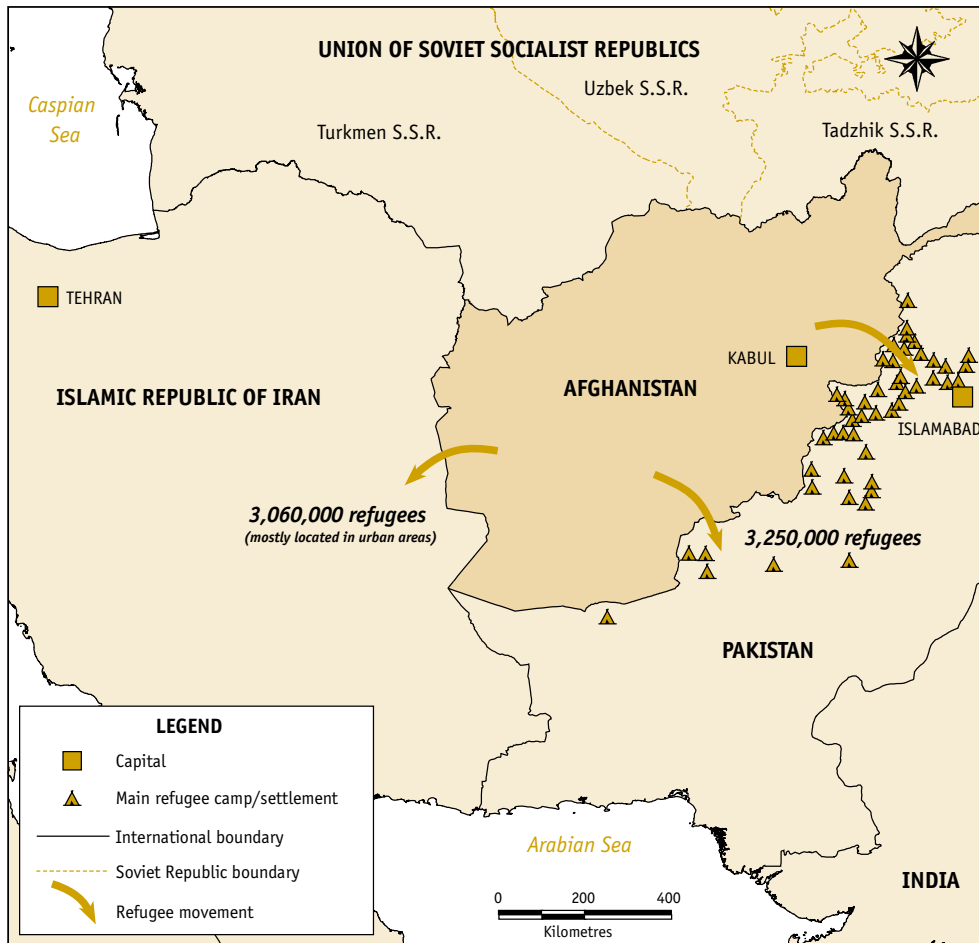 UNION OF SOVIET SOCIALIST REPUBLICS
Uzbek S.S.R.
Caspian
Sea
Turkmen S.S.R.
Tadzhik S.S.R.
TEHRAN
KABUL
ISLAMIC REPUBLIC OF IRAN
AFGHANISTAN
ISLAMABAD
3,060,000 refugees
(mostly located in urban areas)
3,250,000 refugees
PAKISTAN
LEGEND
Capital
Main refugee camp/settlement
International boundary
Soviet Republic boundary
Refugee movement
Arabian Sea
INDIA
0 200 400
Kilometres